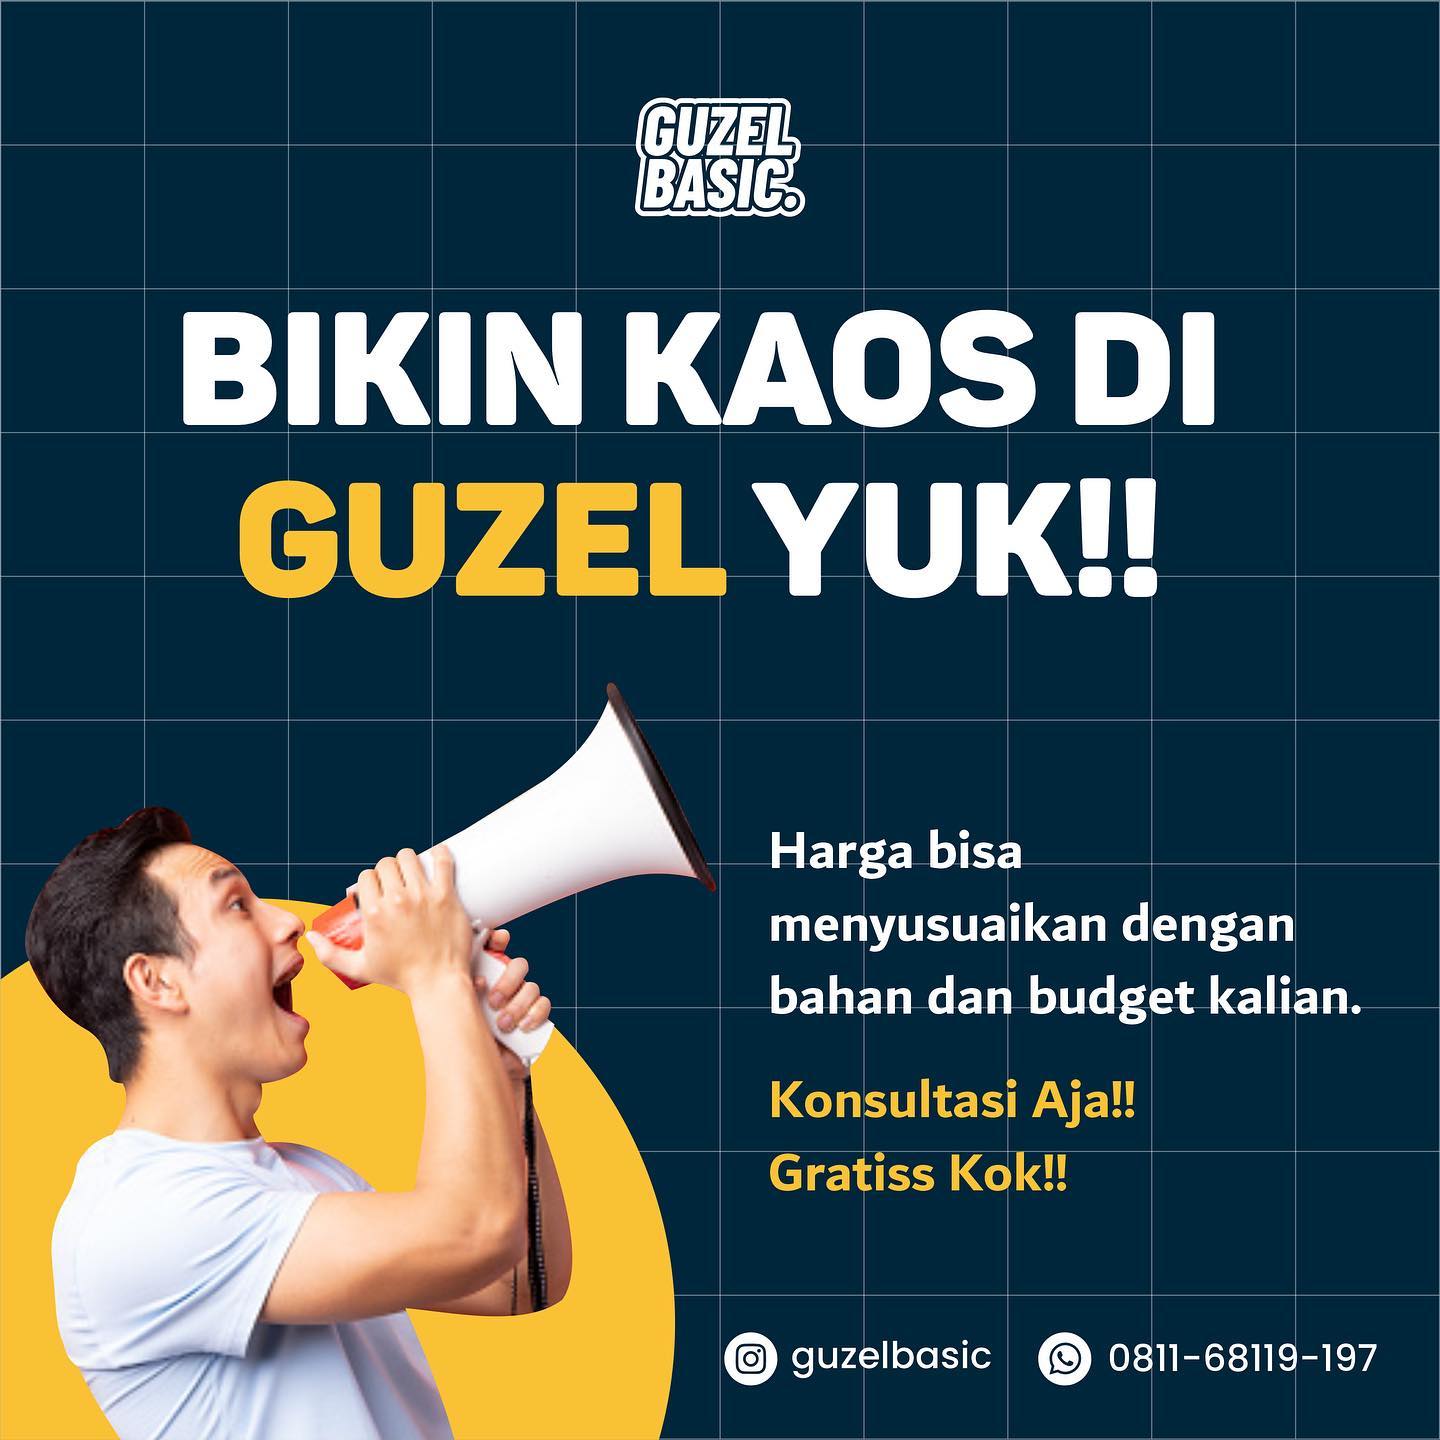 GUZEL
BASIC.
BIKIN KAOS DI
GUZEL YUK!!
Harga bisa
menyusuaikan dengan
bahan dan budget kalian.
Konsultasi Aja!!
Gratiss Kok!!
guzelbasic
0811-68119-197